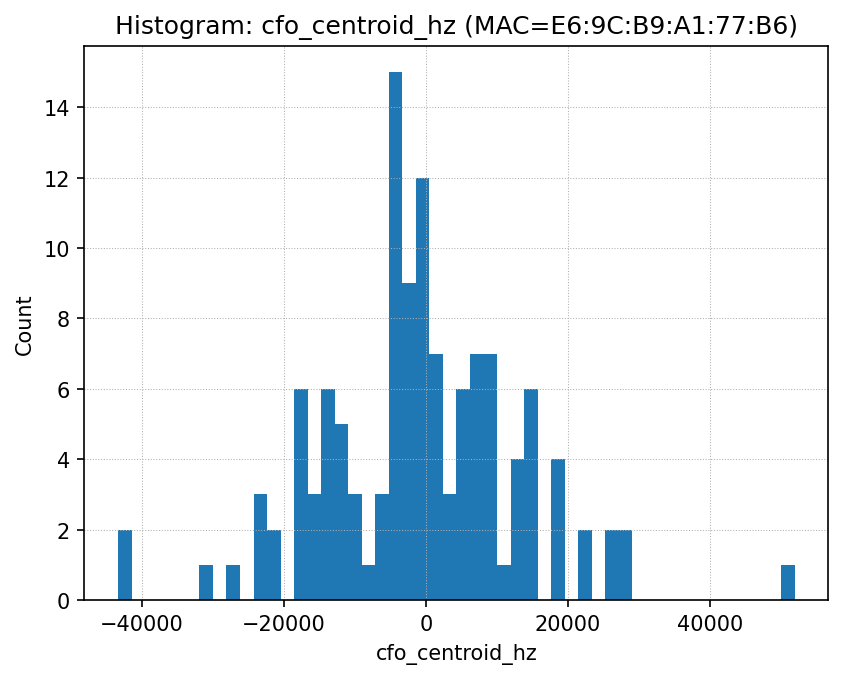 Histogram: cfo_centroid_hz (MAC=E6:9C:B9:A1:77:B6)
Count
14
12
10
8
6
4
2
0
−40000 −20000 0 20000 40000
cfo_centroid_hz